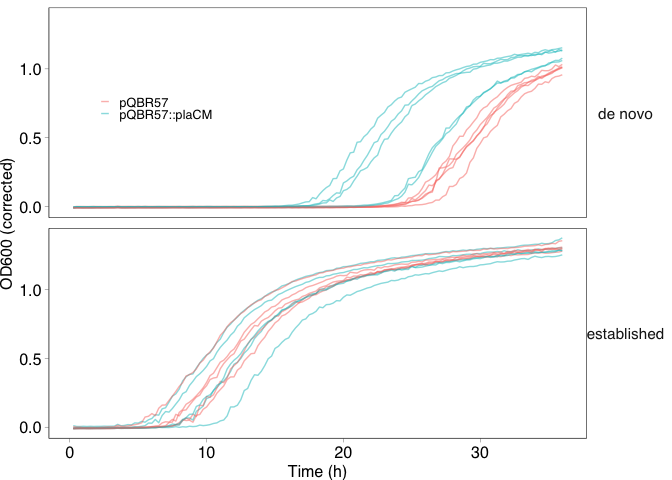 1.0
0.5
0.0
pQBR57
pQBR57::plaCM
de novo
OD600 (corrected)
1.0
0.5
0.0
established
0 10 20 30
Time (h)